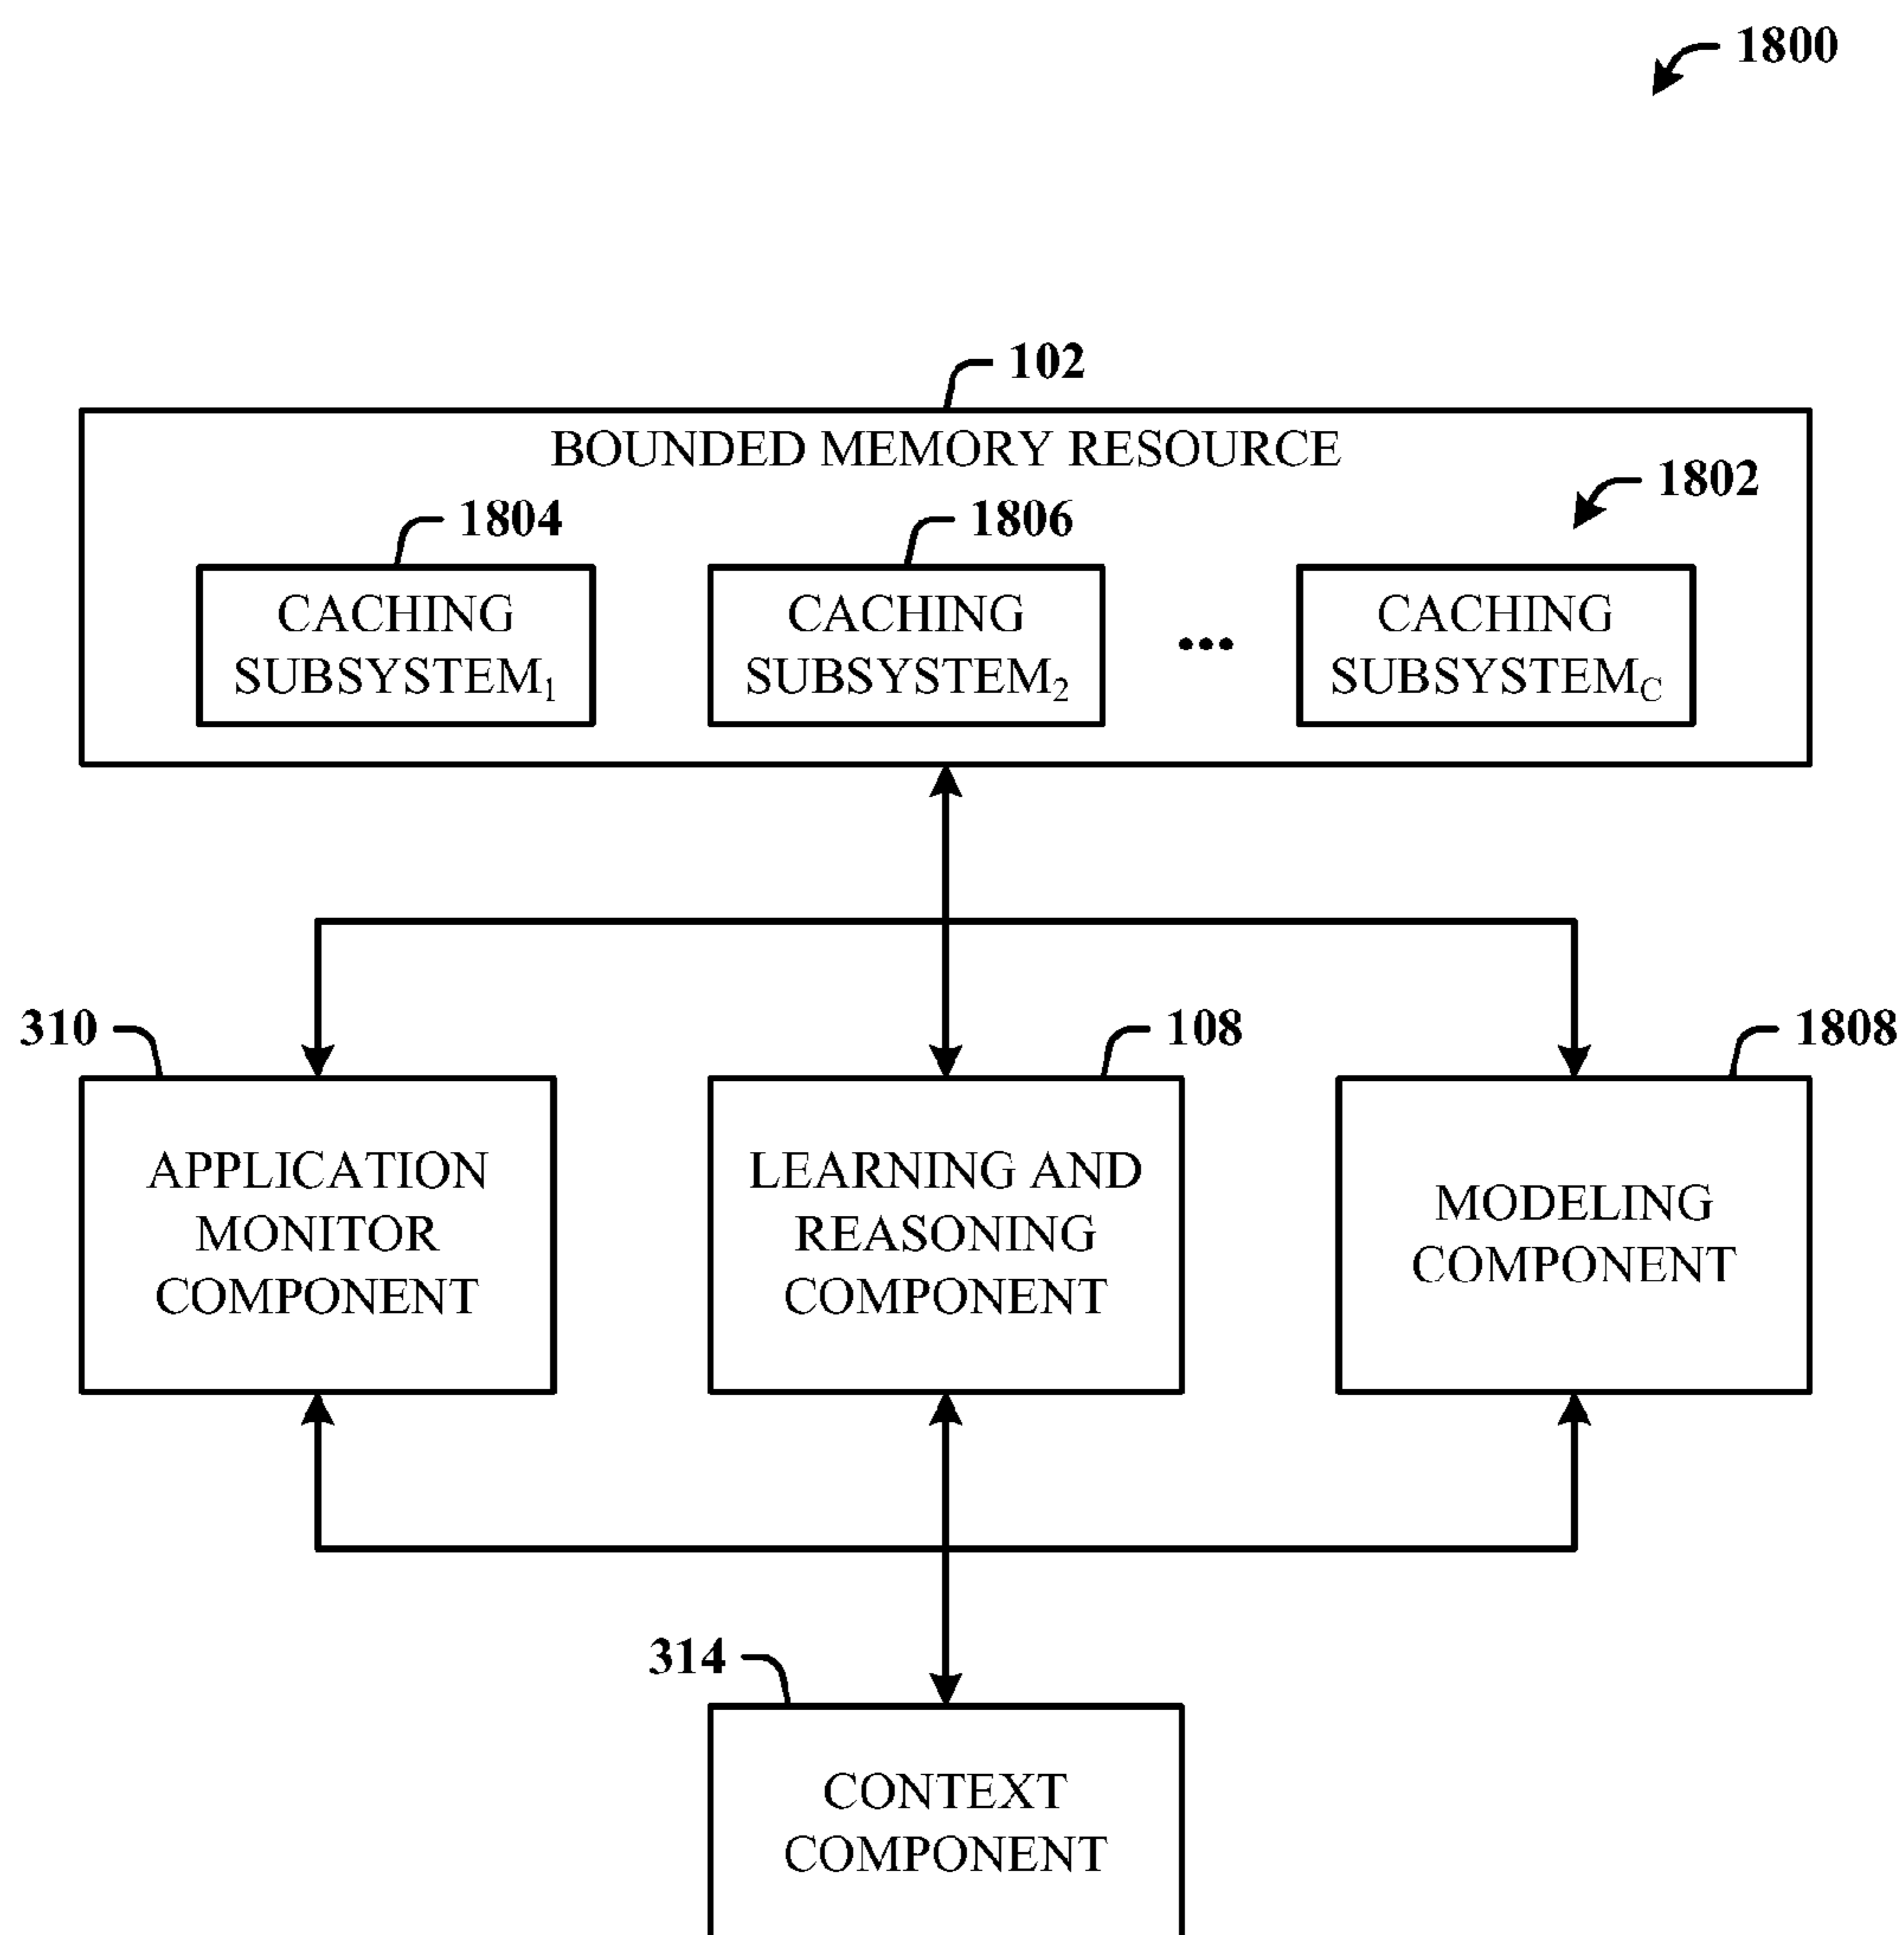 1800
102
BOUNDED MEMORY RESOURCE
1802
1804
1806
CACHING
SUBSYSTEM1
CACHING
SUBSYSTEM2
...
CACHING
SUBSYSTEMC
310
108
1808
APPLICATION
MONITOR
COMPONENT
LEARNING AND
REASONING
COMPONENT
MODELING
COMPONENT
314
CONTEXT
COMPONENT